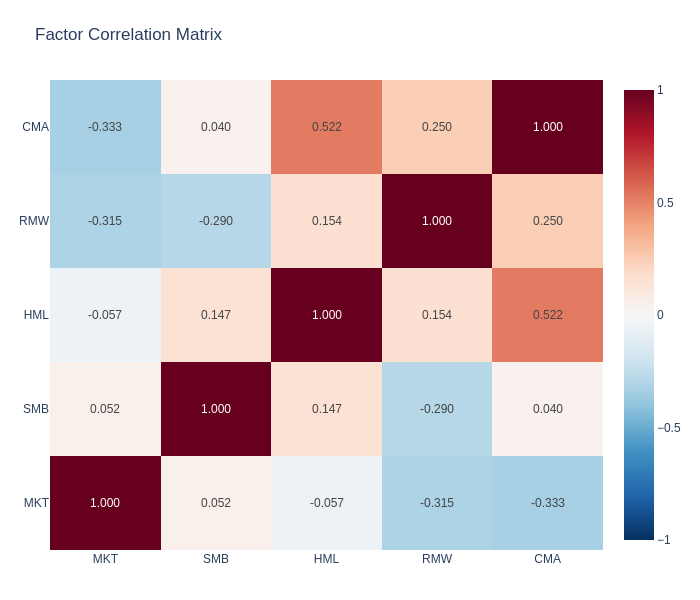 Factor Correlation Matrix
CMA -0.333 0.040 0.522 0.250 1.000
RMW -0.315 -0.290 0.154 1.000 0.250
HML -0.057 0.147 1.000 0.154 0.522
SMB 0.052 1.000 0.147 -0.290 0.040
MKT 1.000 0.052 -0.057 -0.315 -0.333
MKT SMB HML RMW CMA
1
0.5
0
−0.5
−1